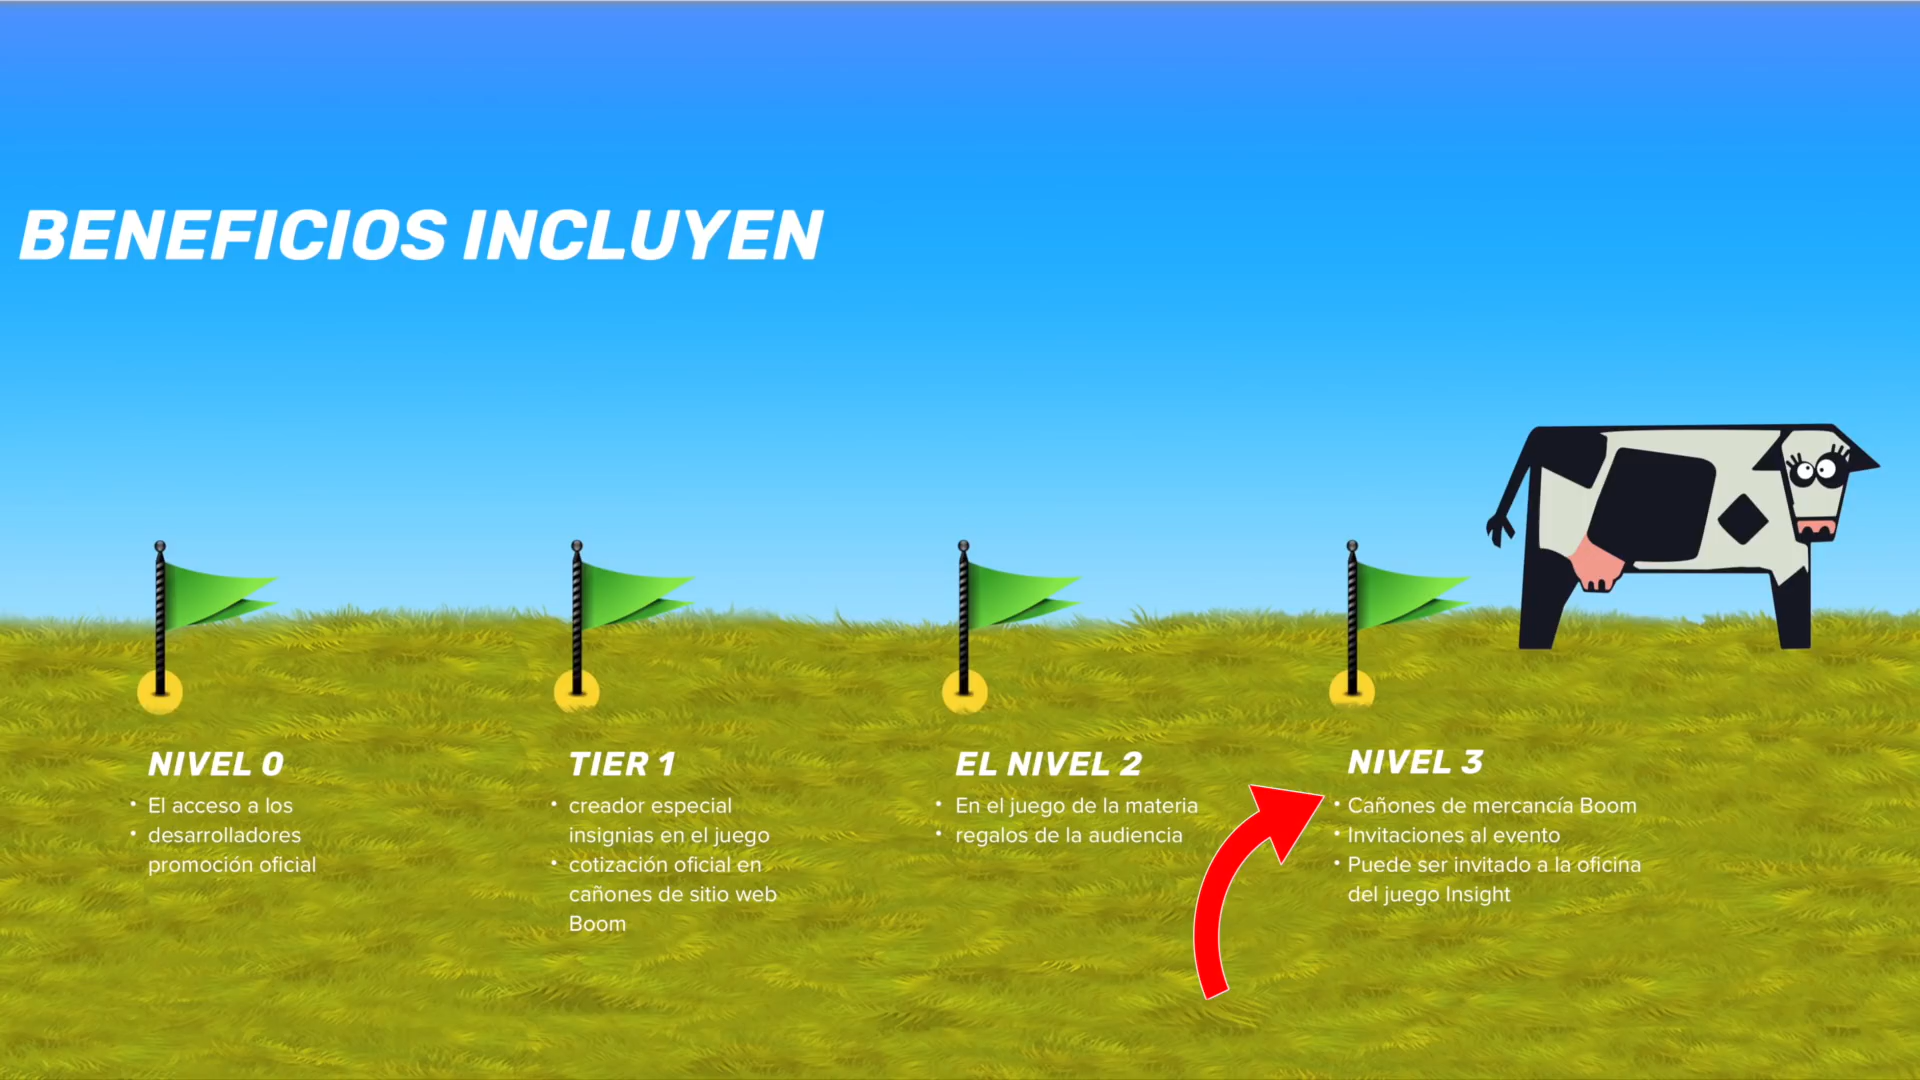 BENEFICIOS INCLUYEN
NIVEL 0
• El acceso a los
• desarrolladores
promoción oficial
TIER 1
• creador especial
insignias en el juego
• cotización oficial en
cañones de sitio web
Boom
EL NIVEL 2
• En el juego de la materia
• regalos de la audiencia
NIVEL 3
• Cañones de mercancía Boom
• Invitaciones al evento
• Puede ser invitado a la oficina
del juego Insight